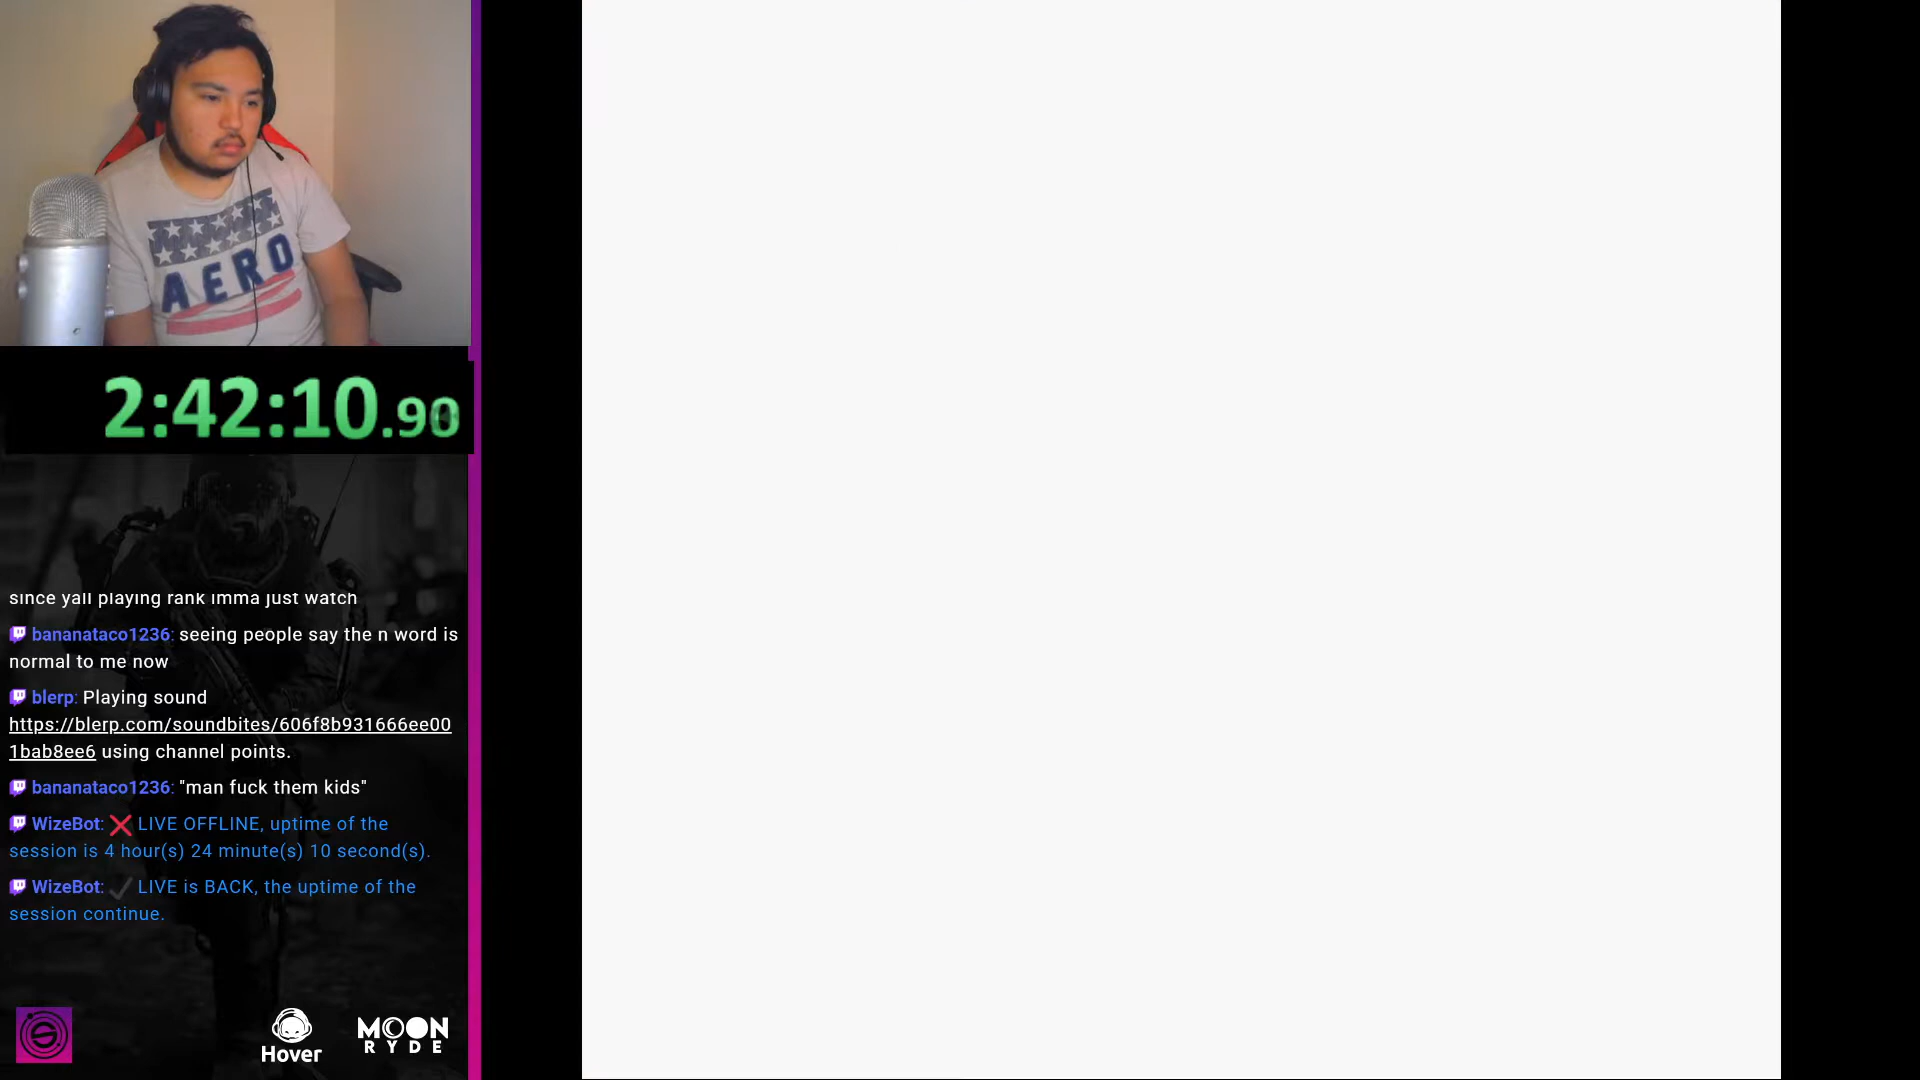 AERO
2:42:10.90
since yall playing rank imma just watch
bananataco1236: seeing people say the n word is
normal to me now
blerp: Playing sound
https://blerp.com/soundbites/606f8b931666ee00
1bab8ee6 using channel points.
bananataco1236: "man fuck them kids"
WizeBot: ❌ LIVE OFFLINE, uptime of the
session is 4 hour(s) 24 minute(s) 10 second(s).
WizeBot: ✔ LIVE is BACK, the uptime of the
session continue.
Hover
MOON
RYDE